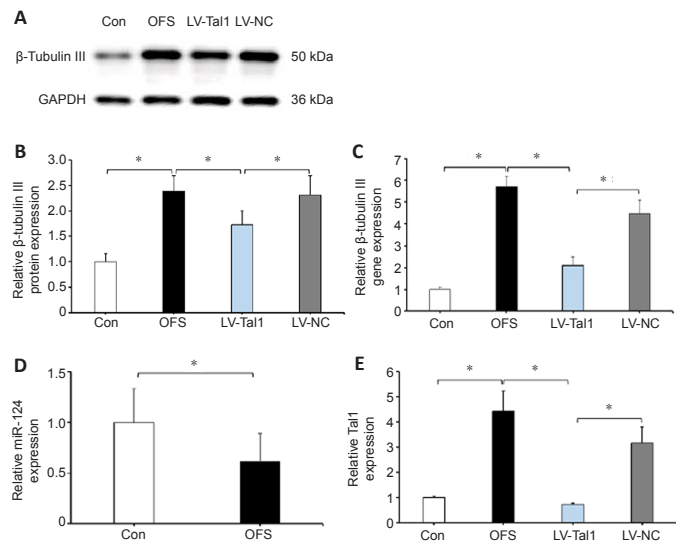 A
Con OFS LV-Tal1 LV-NC
β-Tubulin III 50 kDa
GAPDH 36 kDa
B
Relative β-tubulin III
protein expression
3.0
2.5
2.0
1.5
1.0
0.5
0.0
* * *
Con OFS LV-Tal1 LV-NC
C
Relative β-tubulin III
gene expression
7
6
5
4
3
2
1
0
* * *
Con OFS LV-Tal1 LV-NC
D
Relative miR-124
expression
1.5
1.0
0.5
0.0
*
Con OFS
E
Relative Tal1
expression
6
5
4
3
2
1
0
* * *
Con OFS LV-Tal1 LV-NC